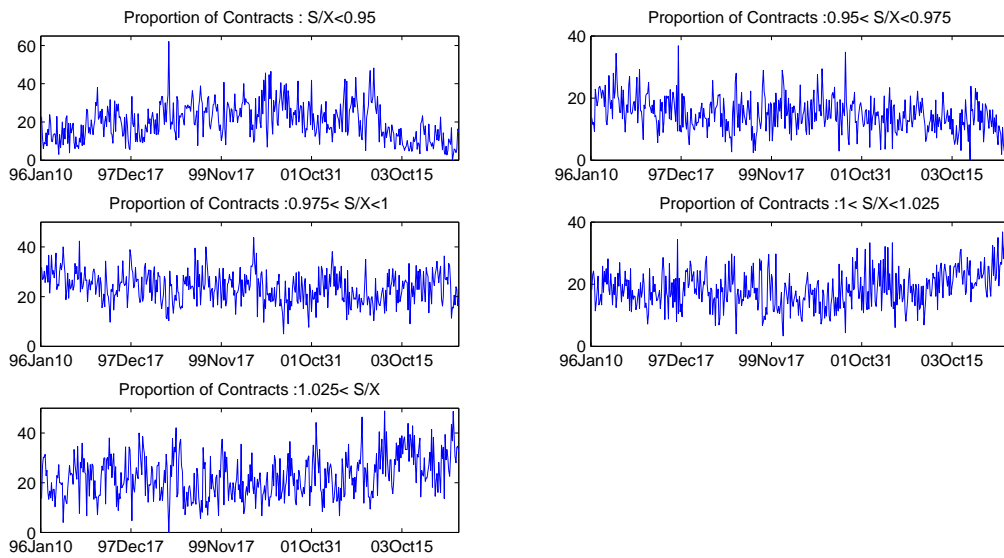 Proportion of Contracts : S/X<0.95
60
40
20
0
96Jan10 97Dec17 99Nov17 01Oct31 03Oct15
Proportion of Contracts :0.95< S/X<0.975
40
20
0
96Jan10 97Dec17 99Nov17 01Oct31 03Oct15
Proportion of Contracts :0.975< S/X<1
40
20
0
96Jan10 97Dec17 99Nov17 01Oct31 03Oct15
Proportion of Contracts :1< S/X<1.025
40
20
0
96Jan10 97Dec17 99Nov17 01Oct31 03Oct15
Proportion of Contracts :1.025< S/X
40
20
0
96Jan10 97Dec17 99Nov17 01Oct31 03Oct15